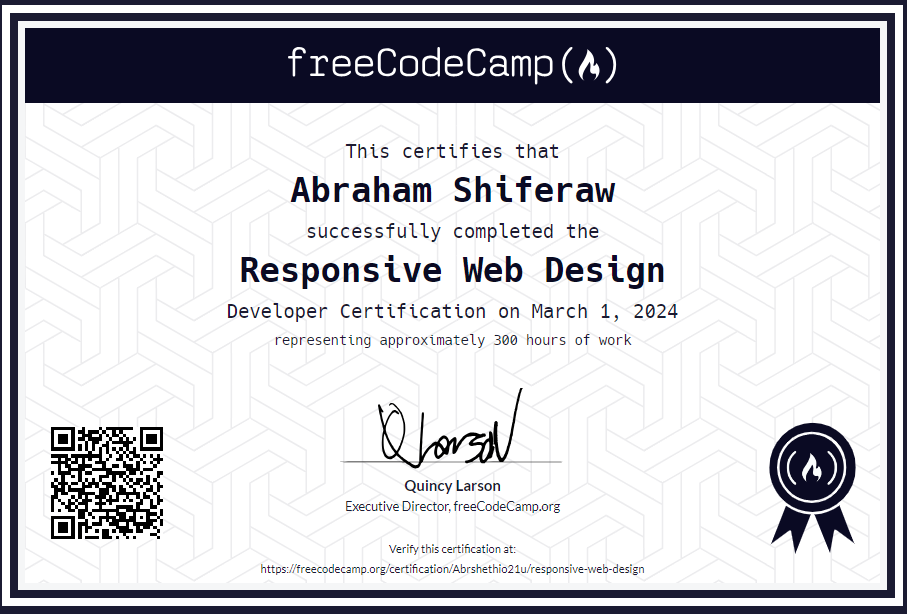 freeCodeCamp(🔥)
This certifies that
Abraham Shiferaw
successfully completed the
Responsive Web Design
Developer Certification on March 1, 2024
representing approximately 300 hours of work
Q Larson
Quincy Larson
Executive Director, freeCodeCamp.org
Verify this certification at:
https://freecodecamp.org/certification/Abrshethio21u/responsive-web-design